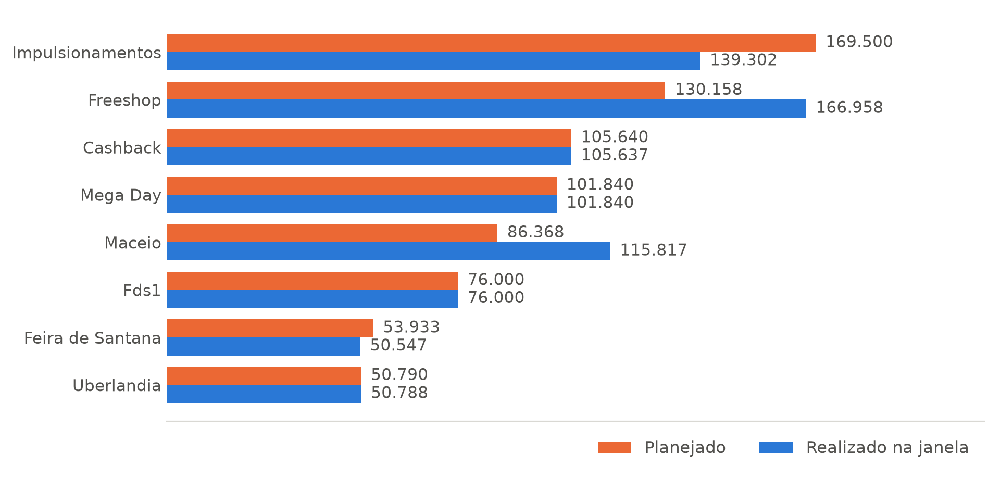 Impulsionamentos
169.500
139.302
Freeshop
130.158
166.958
Cashback
105.640
105.637
Mega Day
101.840
101.840
Maceio
86.368
115.817
Fds1
76.000
76.000
Feira de Santana
53.933
50.547
Uberlandia
50.790
50.788
Planejado
Realizado na janela